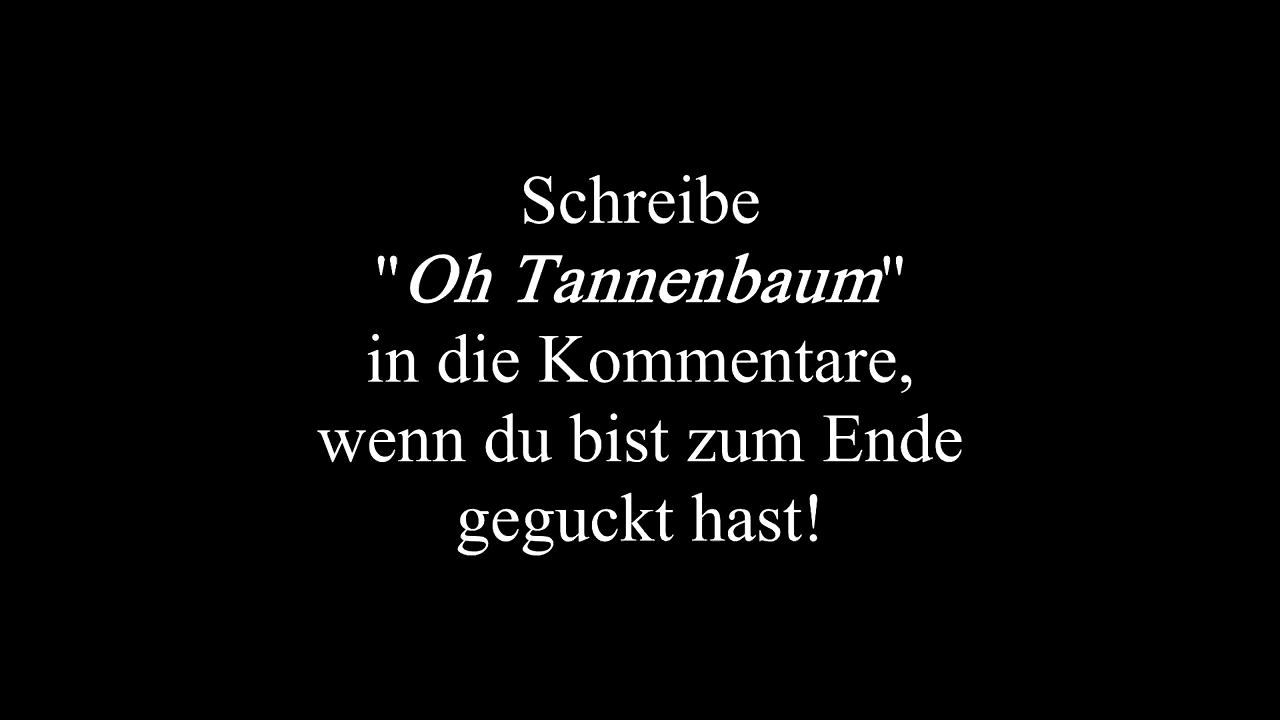 Schreibe
"Oh Tannenbaum"
in die Kommentare,
wenn du bist zum Ende
geguckt hast!